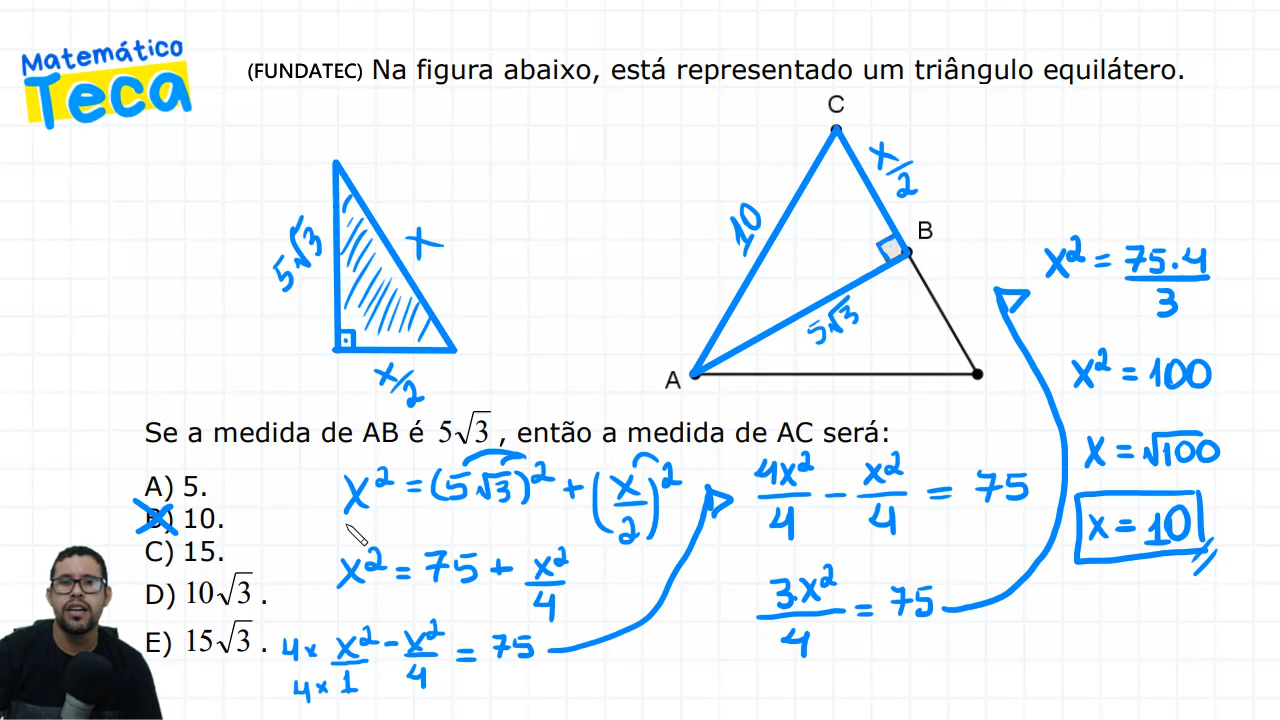 Matemático
Teca
(FUNDATEC) Na figura abaixo, está representado um triângulo equilátero.
C
x/2
10
B
5√3
A
5√3
x
x/2
Se a medida de AB é 5√3, então a medida de AC será:
A) 5.
B) 10.
C) 15.
D) 10√3.
E) 15√3.
x² = (5√3)² + (x/2)²
x² = 75 + x²/4
4× x²/4×1 - x²/4 = 75
4x²/4 - x²/4 = 75
3x²/4 = 75
x² = 75.4/3
x² = 100
x = √100
x = 10